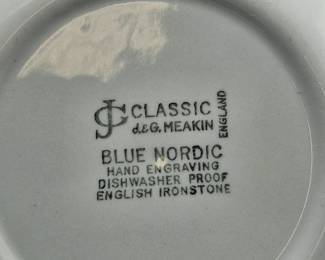 JG CLASSIC
J.&G. MEAKIN
ENGLAND
BLUE NORDIC
HAND ENGRAVING
DISHWASHER PROOF
ENGLISH IRONSTONE